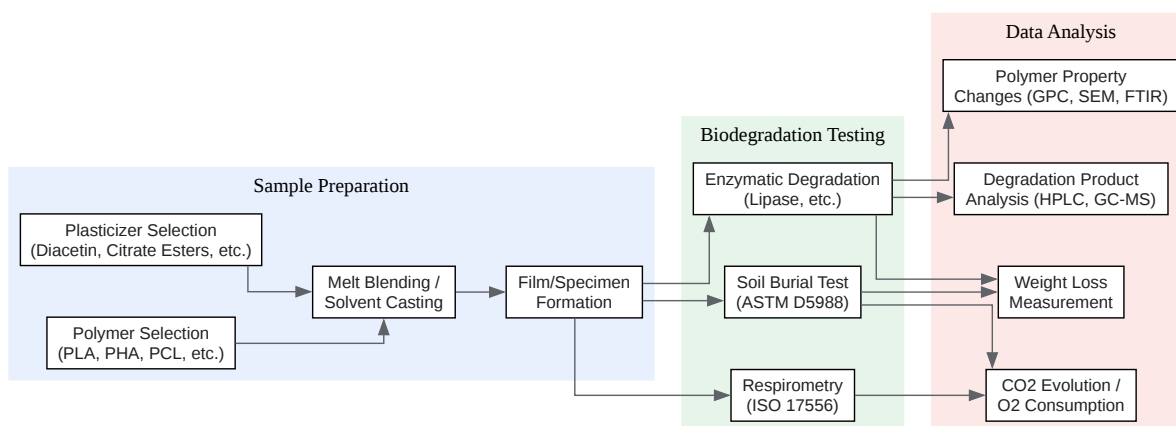 Data Analysis
Polymer Property
Changes (GPC, SEM, FTIR)
Biodegradation Testing
Sample Preparation
Enzymatic Degradation
(Lipase, etc.)
Degradation Product
Analysis (HPLC, GC-MS)
Plasticizer Selection
(Diacetin, Citrate Esters, etc.)
Melt Blending /
Solvent Casting
Film/Specimen
Formation
Soil Burial Test
(ASTM D5988)
Weight Loss
Measurement
Polymer Selection
(PLA, PHA, PCL, etc.)
Respirometry
(ISO 17556)
CO2 Evolution /
O2 Consumption